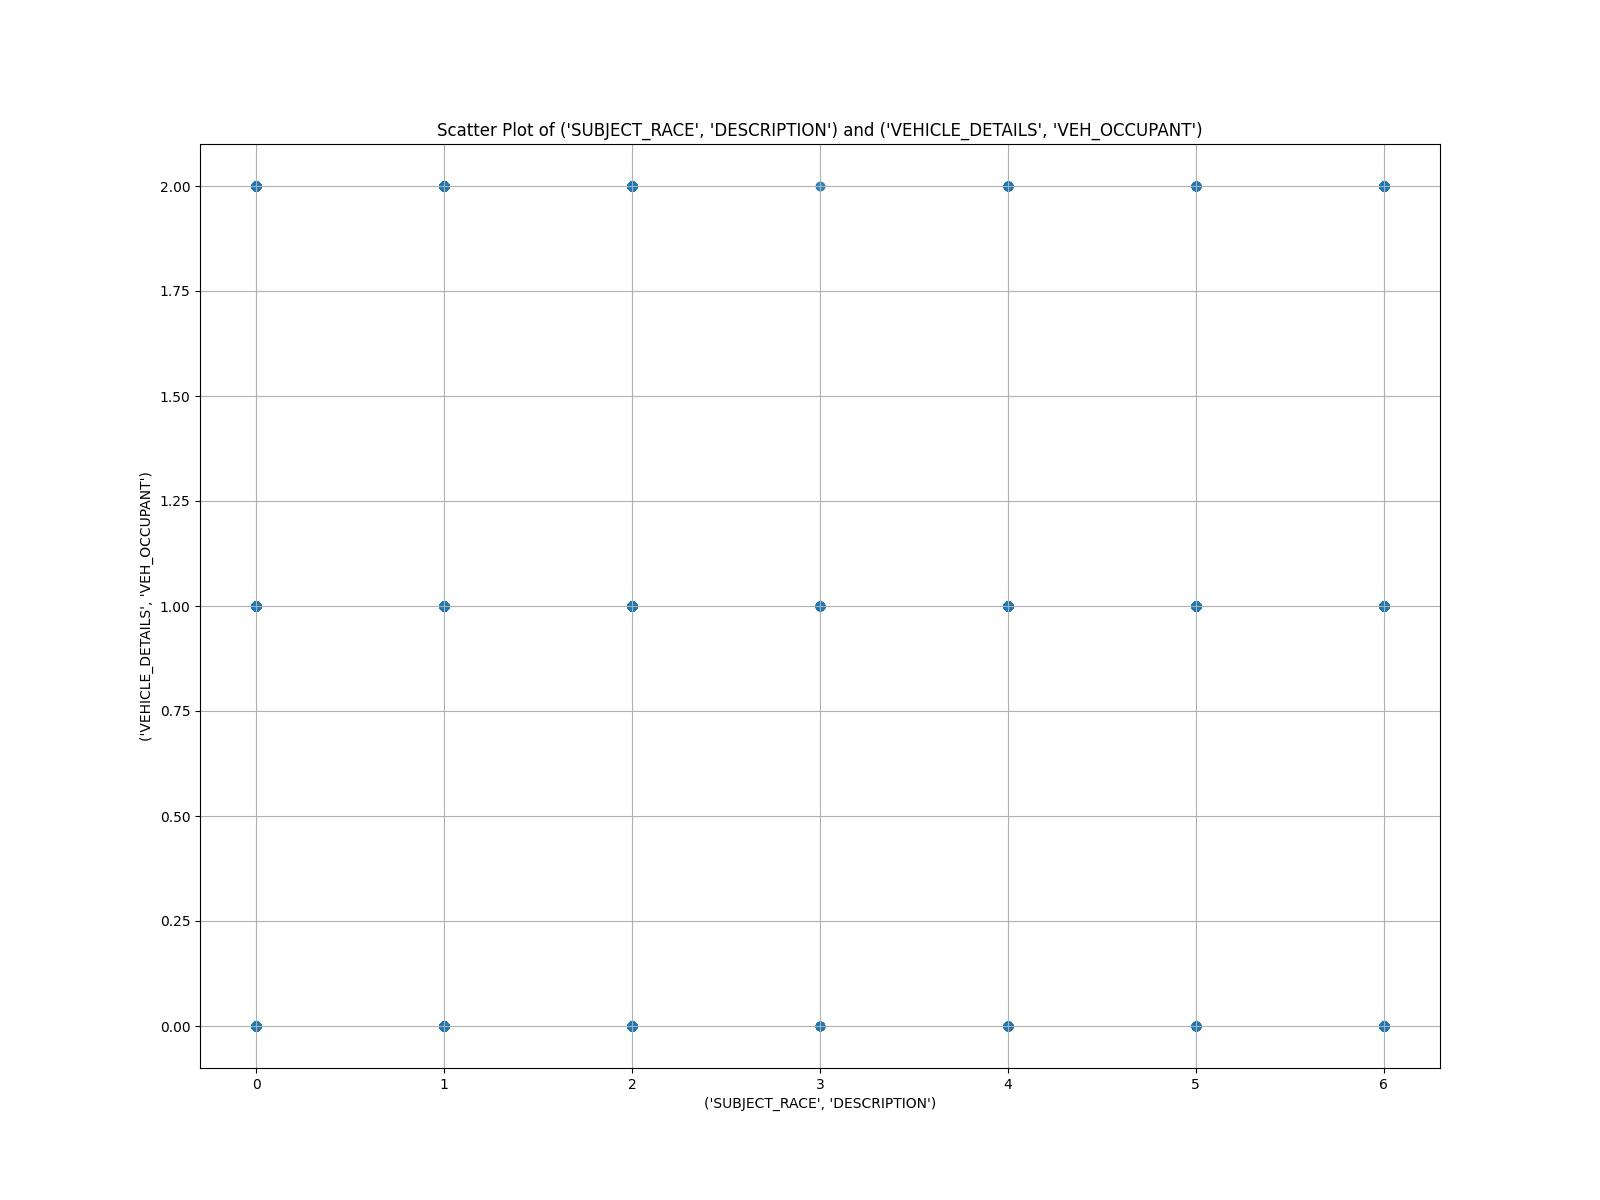 Scatter Plot of ('SUBJECT_RACE', 'DESCRIPTION') and ('VEHICLE_DETAILS', 'VEH_OCCUPANT')
2.00
1.75
1.50
1.25
1.00
0.75
0.50
0.25
0.00
('VEHICLE_DETAILS', 'VEH_OCCUPANT')
0 1 2 3 4 5 6
('SUBJECT_RACE', 'DESCRIPTION')